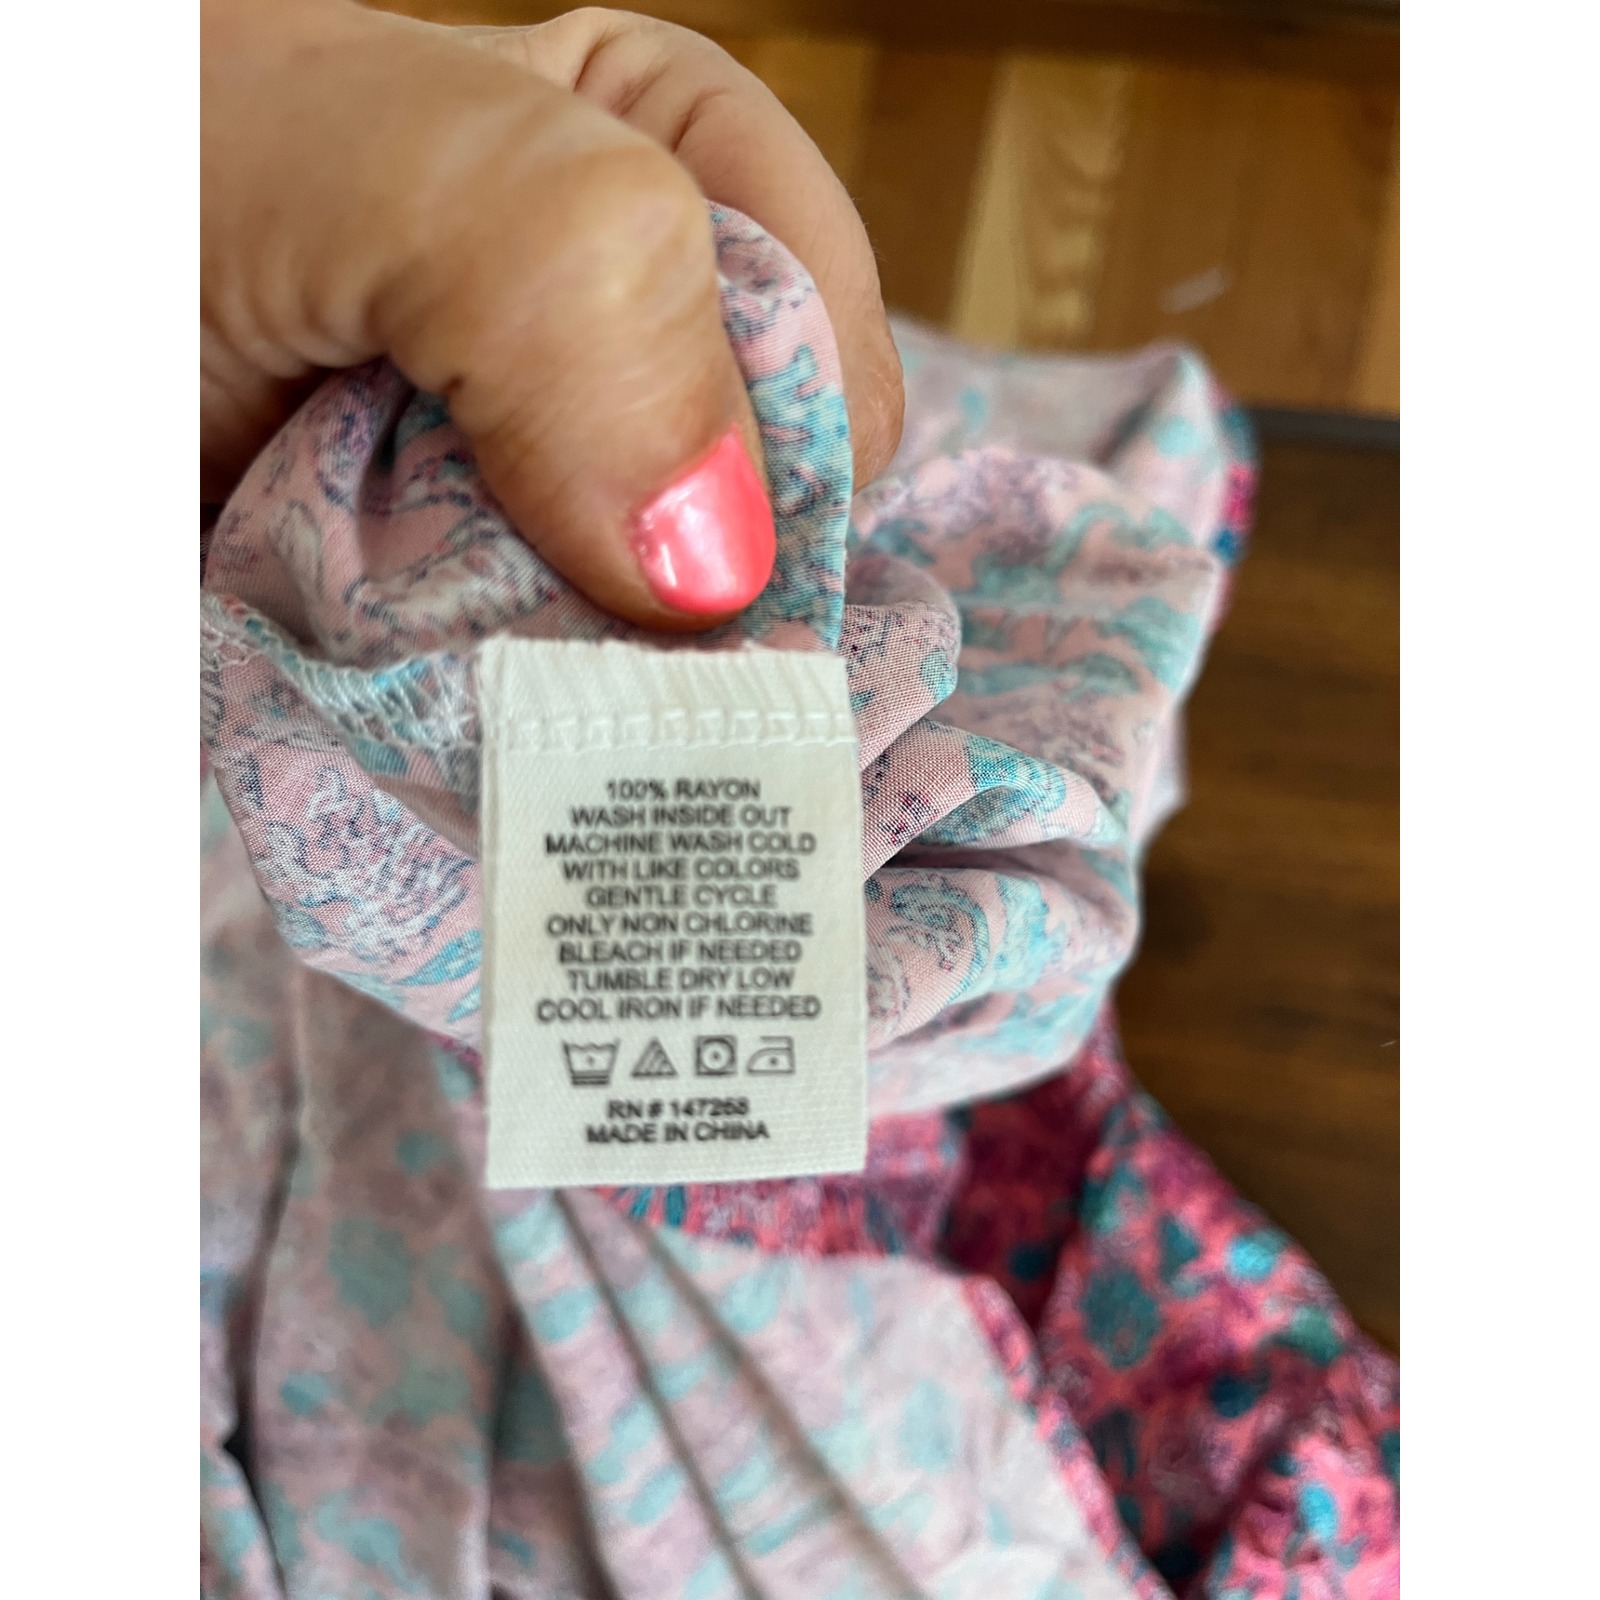 100% RAYON
WASH INSIDE OUT
MACHINE WASH COLD
WITH LIKE COLORS
GENTLE CYCLE
ONLY NON CHLORINE
BLEACH IF NEEDED
TUMBLE DRY LOW
COOL IRON IF NEEDED
RN # 147268
MADE IN CHINA